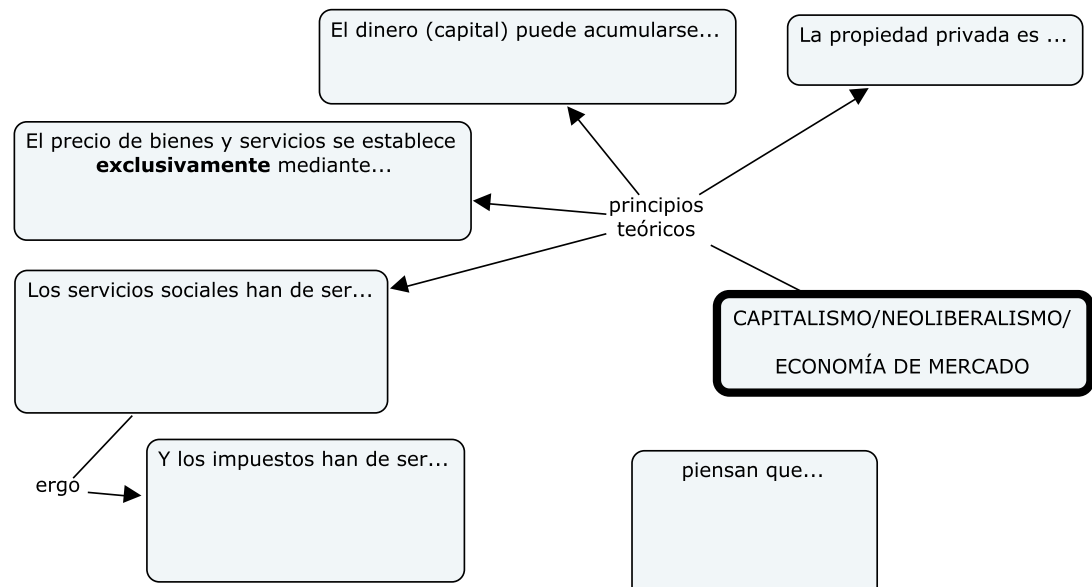 El dinero (capital) puede acumularse...
La propiedad privada es ...
El precio de bienes y servicios se establece
exclusivamente mediante...
principios
teóricos
Los servicios sociales han de ser...
CAPITALISMO/NEOLIBERALISMO/
ECONOMÍA DE MERCADO
Y los impuestos han de ser...
ergo
piensan que...